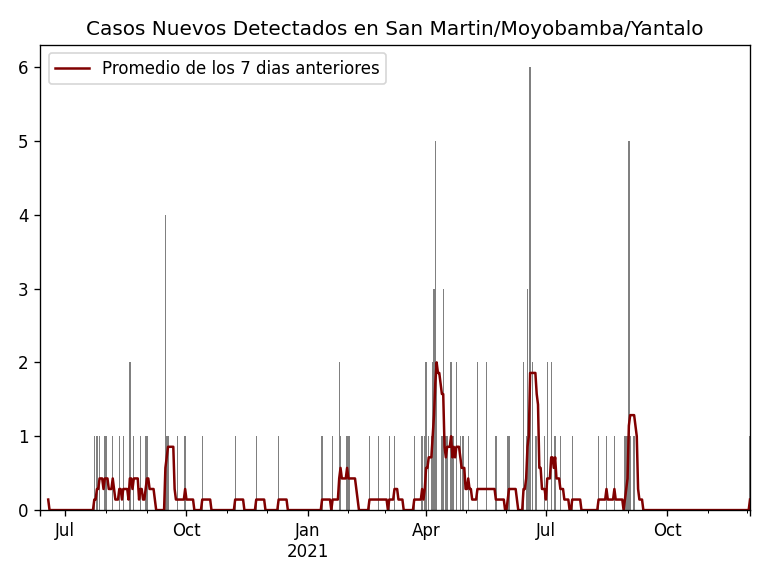 Casos Nuevos Detectados en San Martin/Moyobamba/Yantalo
Promedio de los 7 dias anteriores
6
5
4
3
2
1
0
Jul
Oct
Jan
2021
Apr
Jul
Oct